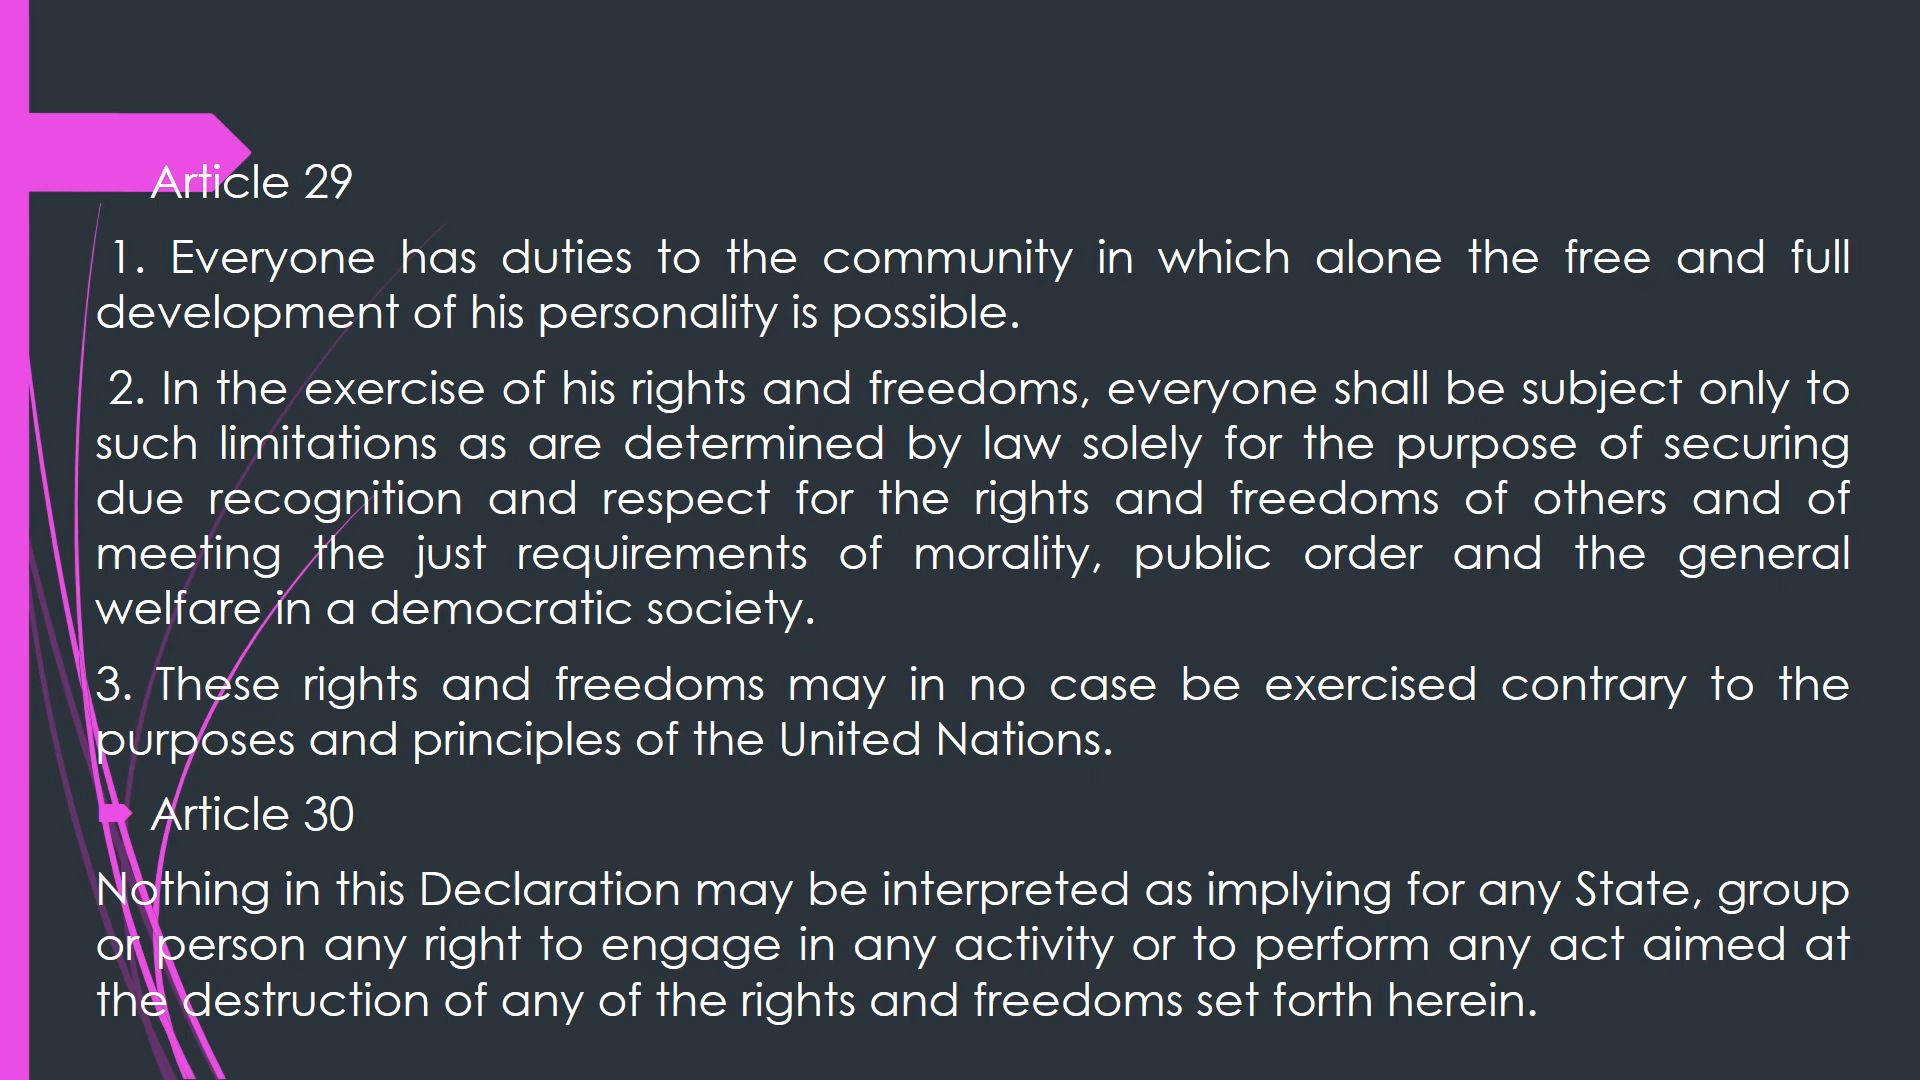 Article 29
1. Everyone has duties to the community in which alone the free and full
development of his personality is possible.
2. In the exercise of his rights and freedoms, everyone shall be subject only to
such limitations as are determined by law solely for the purpose of securing
due recognition and respect for the rights and freedoms of others and of
meeting the just requirements of morality, public order and the general
welfare in a democratic society.
3. These rights and freedoms may in no case be exercised contrary to the
purposes and principles of the United Nations.
Article 30
Nothing in this Declaration may be interpreted as implying for any State, group
or person any right to engage in any activity or to perform any act aimed at
the destruction of any of the rights and freedoms set forth herein.